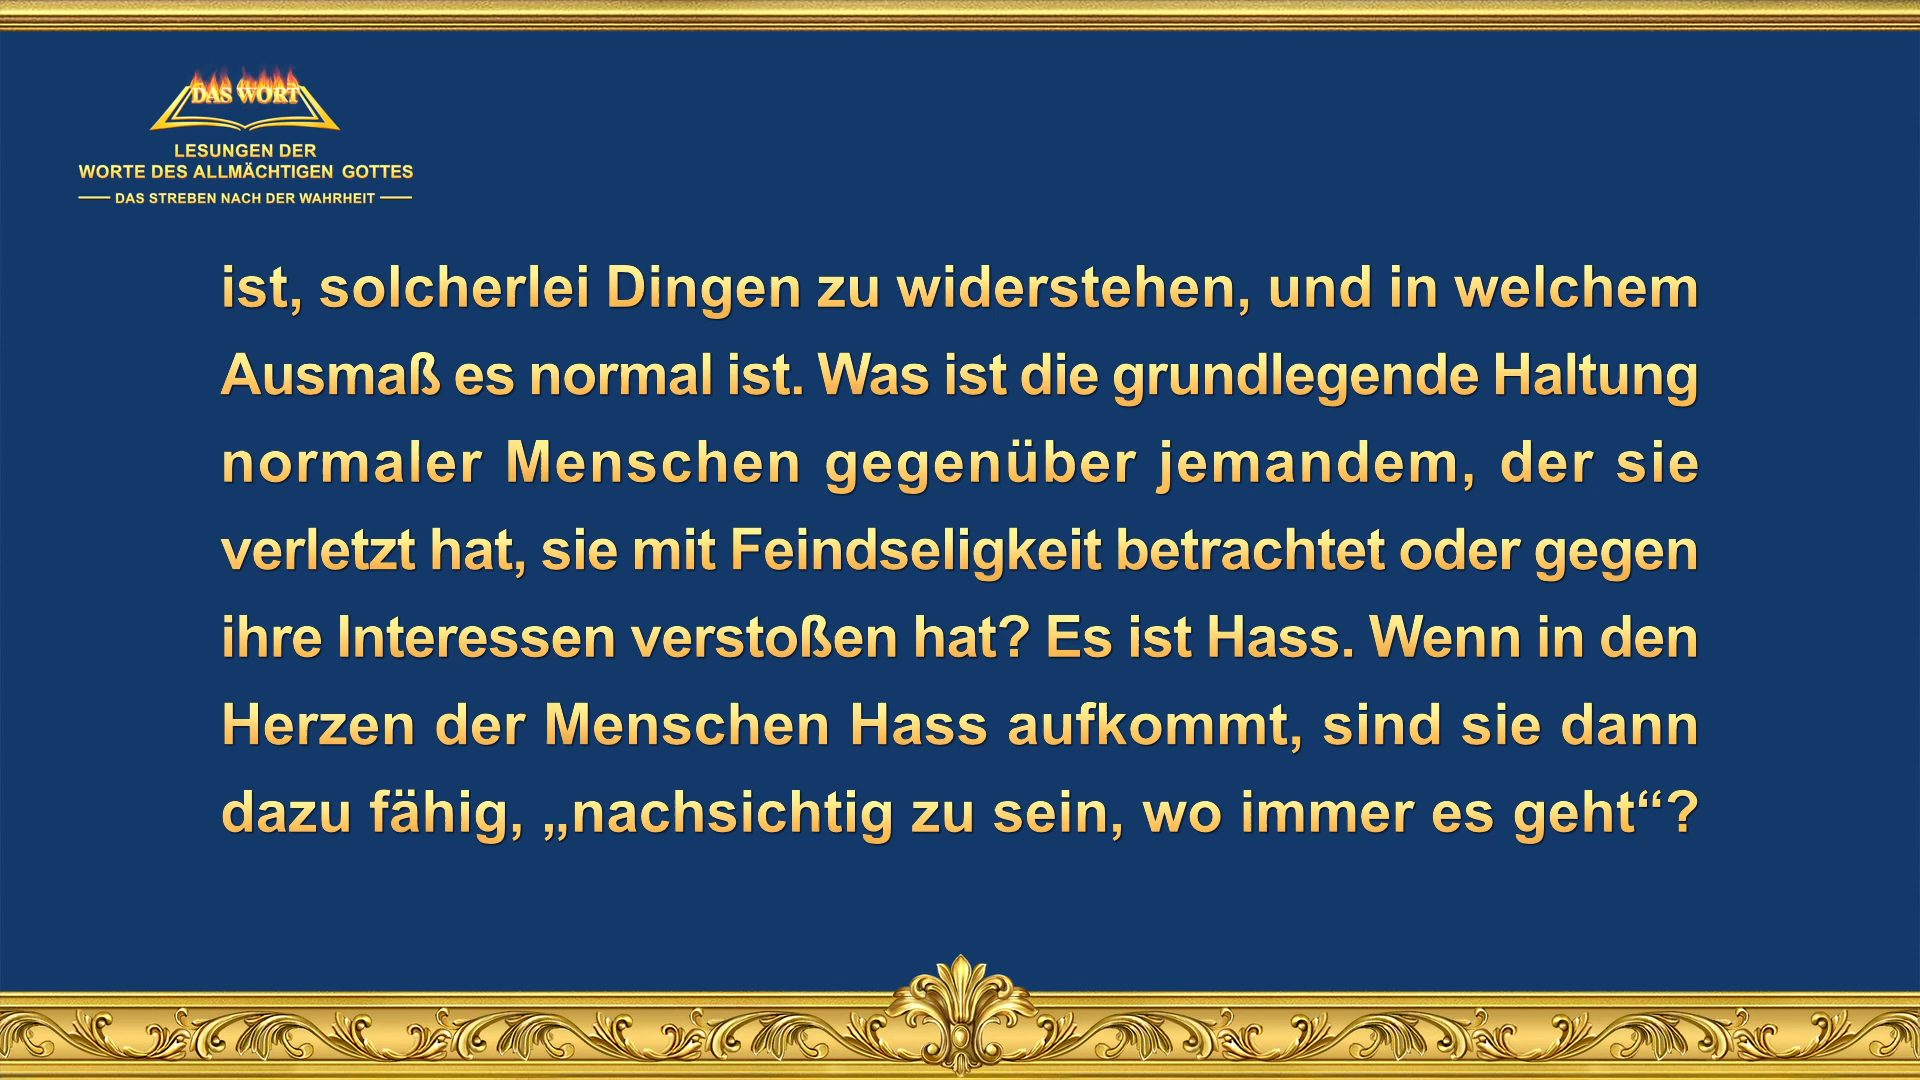 DAS WORT
LESUNGEN DER
WORTE DES ALLMÄCHTIGEN GOTTES
DAS STREBEN NACH DER WAHRHEIT
ist, solcherlei Dingen zu widerstehen, und in welchem
Ausmaß es normal ist. Was ist die grundlegende Haltung
normaler Menschen gegenüber jemandem, der sie
verletzt hat, sie mit Feindseligkeit betrachtet oder gegen
ihre Interessen verstoßen hat? Es ist Hass. Wenn in den
Herzen der Menschen Hass aufkommt, sind sie dann
dazu fähig, „nachsichtig zu sein, wo immer es geht“?